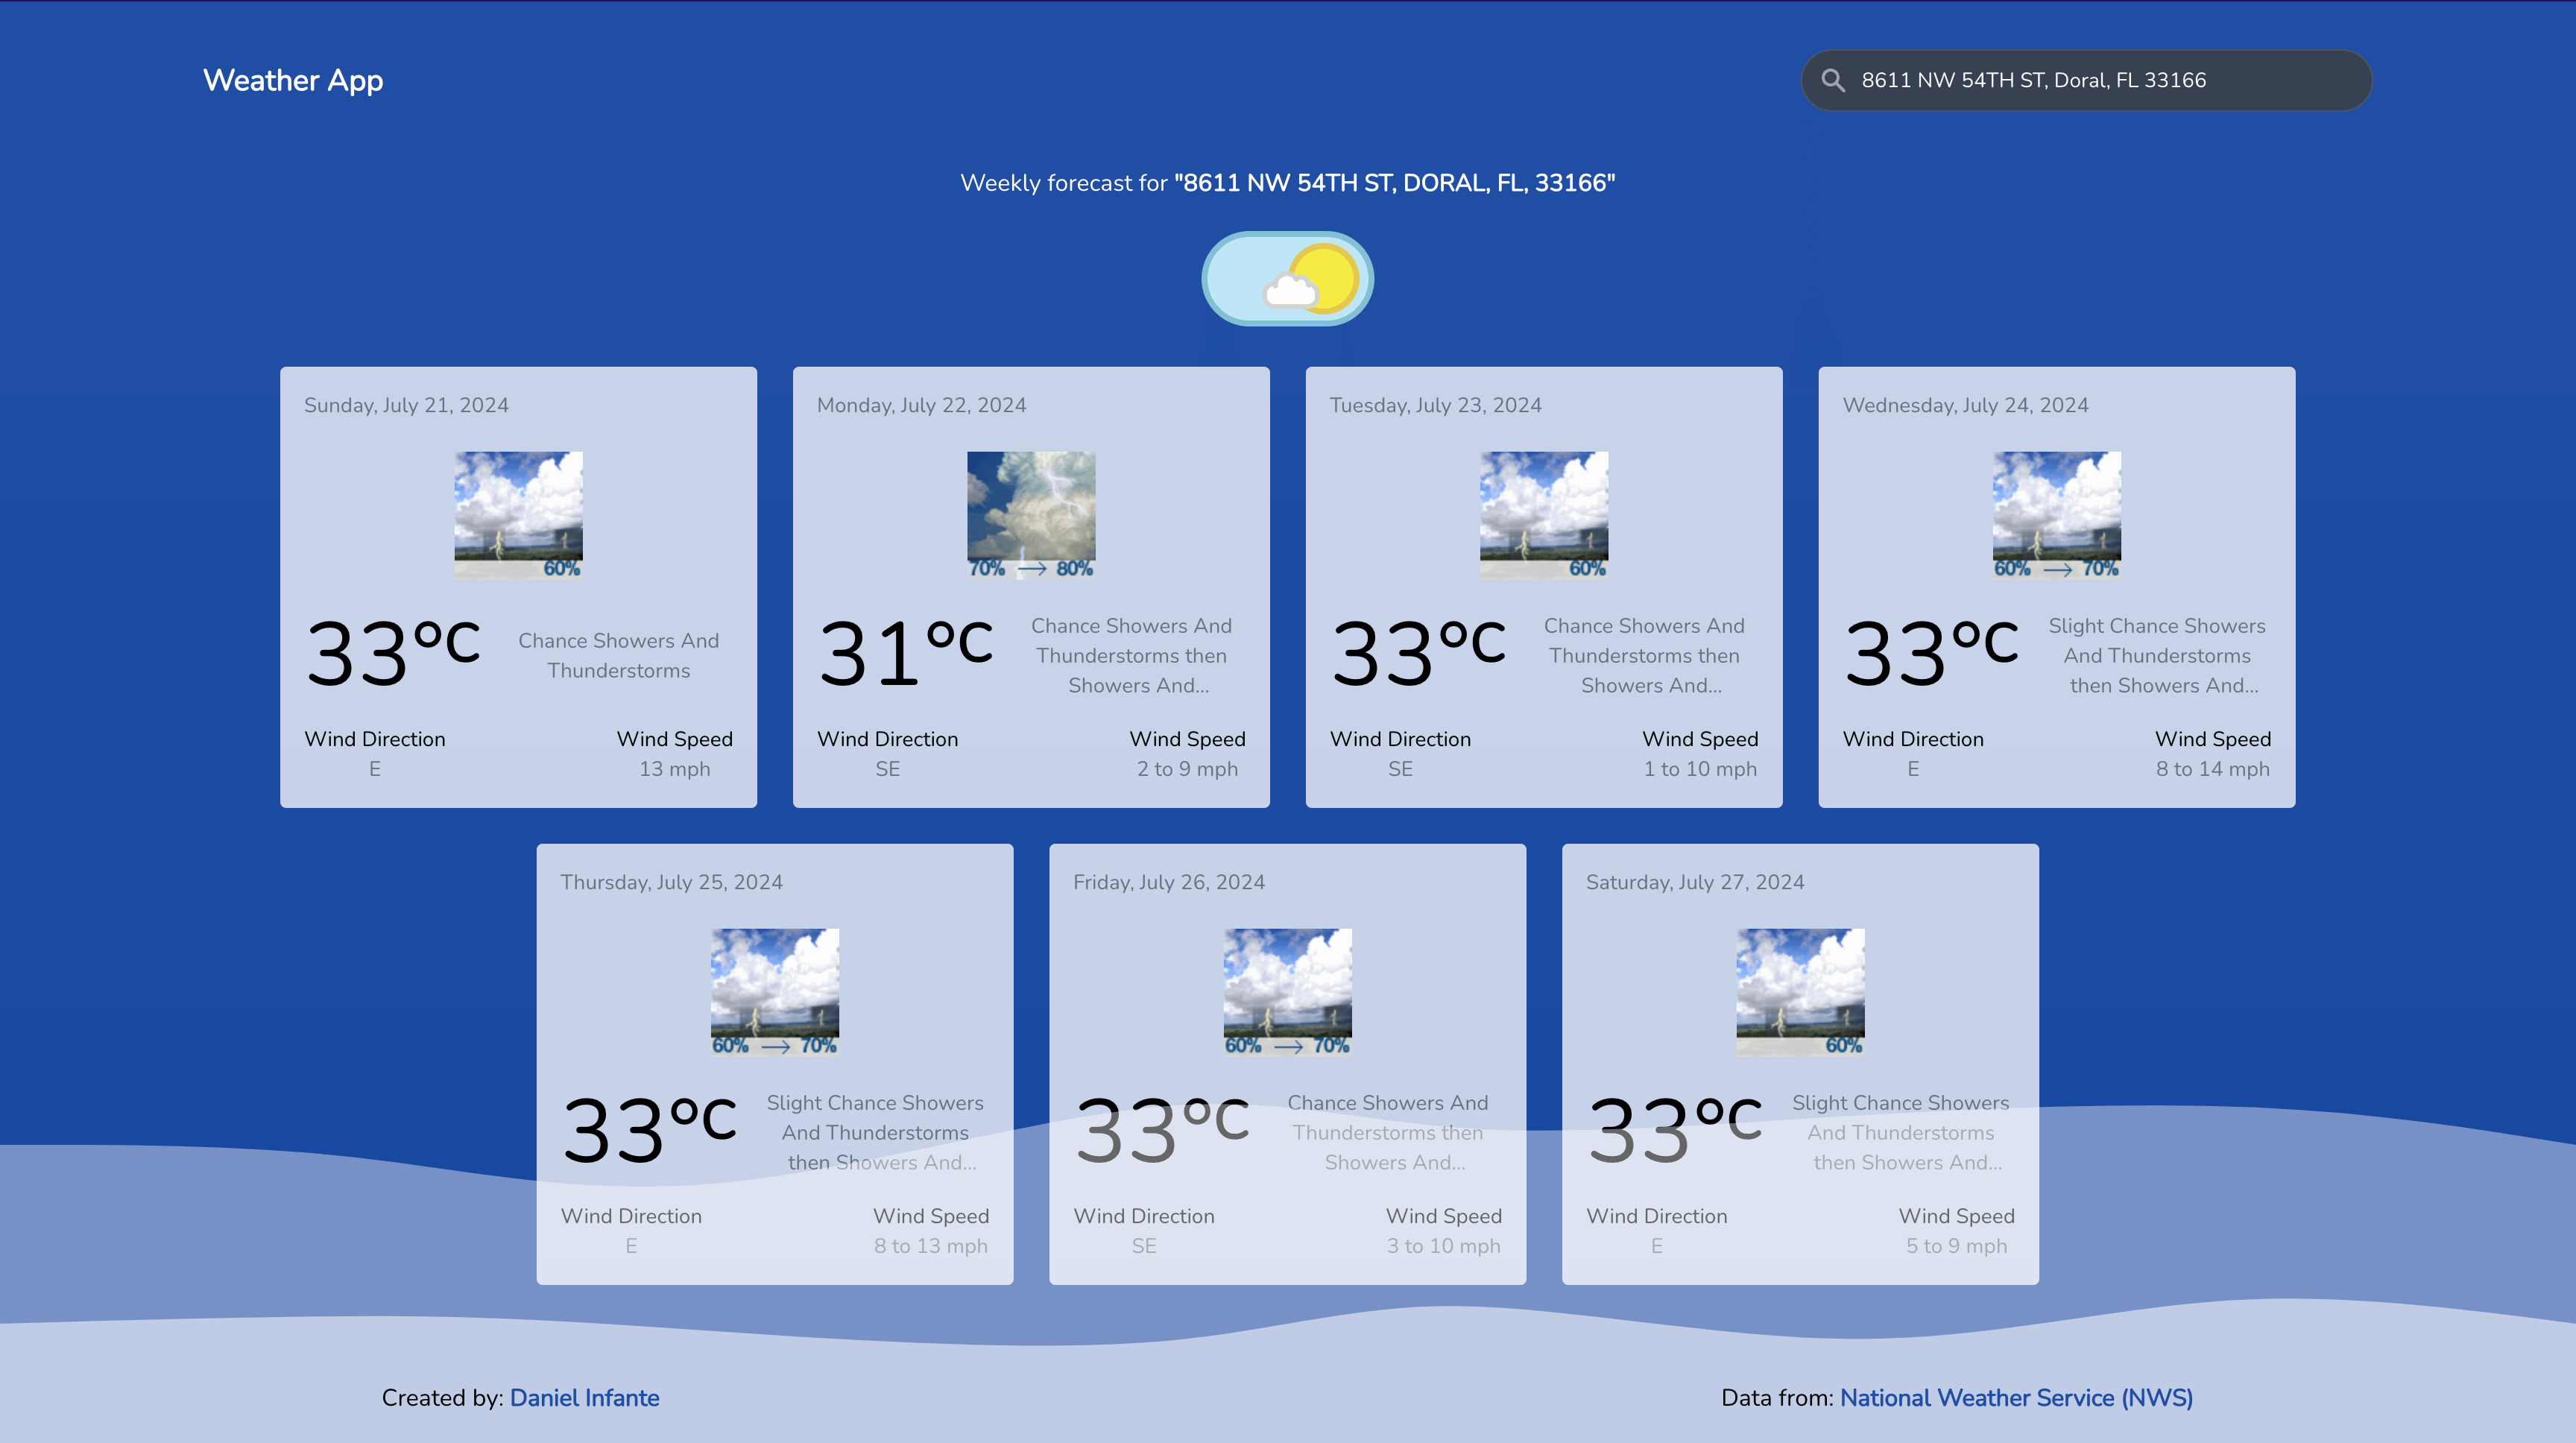 Weather App
8611 NW 54TH ST, Doral, FL 33166
Weekly forecast for "8611 NW 54TH ST, DORAL, FL, 33166"
Sunday, July 21, 2024
60%
33°C
Chance Showers And
Thunderstorms
Wind Direction
E
Wind Speed
13 mph
Monday, July 22, 2024
70% → 80%
31°C
Chance Showers And
Thunderstorms then
Showers And...
Wind Direction
SE
Wind Speed
2 to 9 mph
Tuesday, July 23, 2024
60%
33°C
Chance Showers And
Thunderstorms then
Showers And...
Wind Direction
SE
Wind Speed
1 to 10 mph
Wednesday, July 24, 2024
60% → 70%
33°C
Slight Chance Showers
And Thunderstorms
then Showers And...
Wind Direction
E
Wind Speed
8 to 14 mph
Thursday, July 25, 2024
60% → 70%
33°C
Slight Chance Showers
And Thunderstorms
then Showers And...
Wind Direction
E
Wind Speed
8 to 13 mph
Friday, July 26, 2024
60% → 70%
33°C
Chance Showers And
Thunderstorms then
Showers And...
Wind Direction
SE
Wind Speed
3 to 10 mph
Saturday, July 27, 2024
60%
33°C
Slight Chance Showers
And Thunderstorms
then Showers And...
Wind Direction
E
Wind Speed
5 to 9 mph
Created by: Daniel Infante
Data from: National Weather Service (NWS)